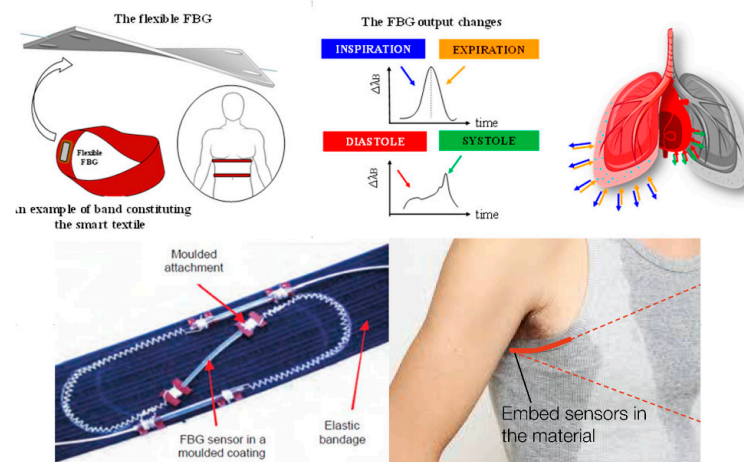 The flexible FBG
Flexible
FBG
n example of band constituting
the smart textile
The FBG output changes
INSPIRATION
EXPIRATION
ΔλB
time
DIASTOLE
SYSTOLE
ΔλB
time
Moulded
attachment
FBG sensor in a
moulded coating
Elastic
bandage
Embed sensors in
the material